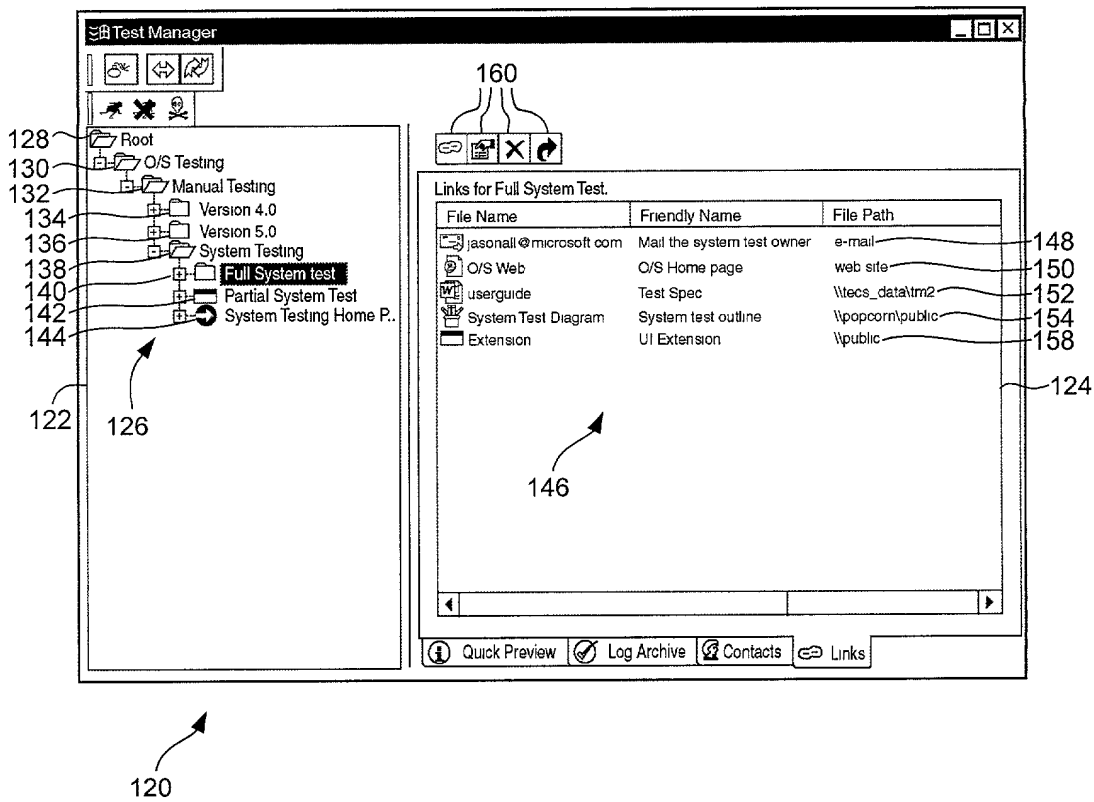 Test Manager
160
128
Root
130
O/S Testing
132
Manual Testing
134
Version 4.0
136
Version 5.0
138
System Testing
140
Full System test
142
Partial System Test
144
System Testing Home P..
122
126
Links for Full System Test.
File Name Friendly Name File Path
jasonall@microsoft com Mail the system test owner e-mail 148
O/S Web O/S Home page web site 150
userguide Test Spec \\tecs_data\tm2 152
System Test Diagram System test outline \\popcorn\public 154
Extension UI Extension \\public 158
124
146
Quick Preview Log Archive Contacts Links
120